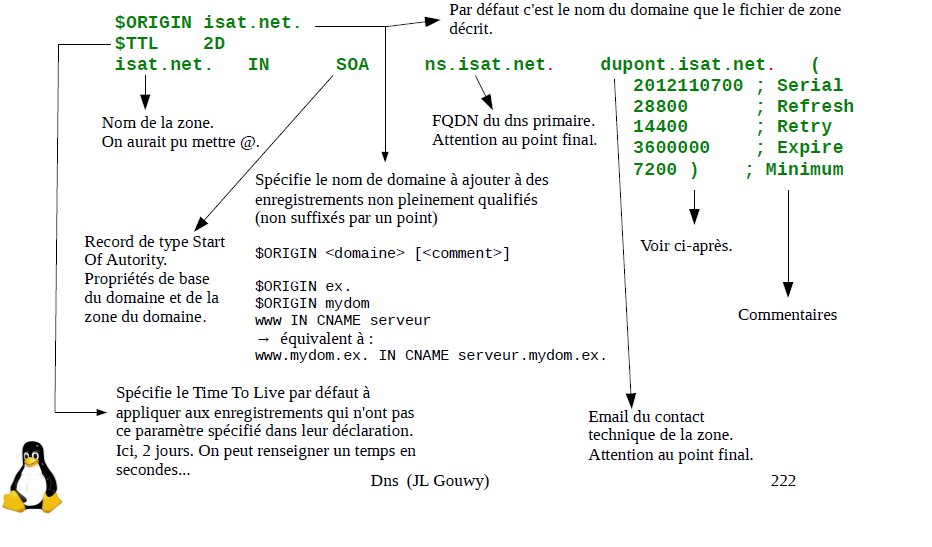 Par défaut c'est le nom du domaine que le fichier de zone
décrit.
$ORIGIN isat.net.
$TTL 2D
isat.net. IN SOA ns.isat.net. dupont.isat.net. (
2012110700 ; Serial
28800 ; Refresh
14400 ; Retry
3600000 ; Expire
7200 ) ; Minimum
Nom de la zone.
On aurait pu mettre @.
FQDN du dns primaire.
Attention au point final.
Spécifie le nom de domaine à ajouter à des
enregistrements non pleinement qualifiés
(non suffixés par un point)
$ORIGIN <domaine> [<comment>]
$ORIGIN ex.
$ORIGIN mydom
www IN CNAME serveur
→ équivalent à :
www.mydom.ex. IN CNAME serveur.mydom.ex.
Record de type Start
Of Autority.
Propriétés de base
du domaine et de la
zone du domaine.
Voir ci-après.
Commentaires
Spécifie le Time To Live par défaut à
appliquer aux enregistrements qui n'ont pas
ce paramètre spécifié dans leur déclaration.
Ici, 2 jours. On peut renseigner un temps en
secondes...
Email du contact
technique de la zone.
Attention au point final.
Dns (JL Gouwy)
222